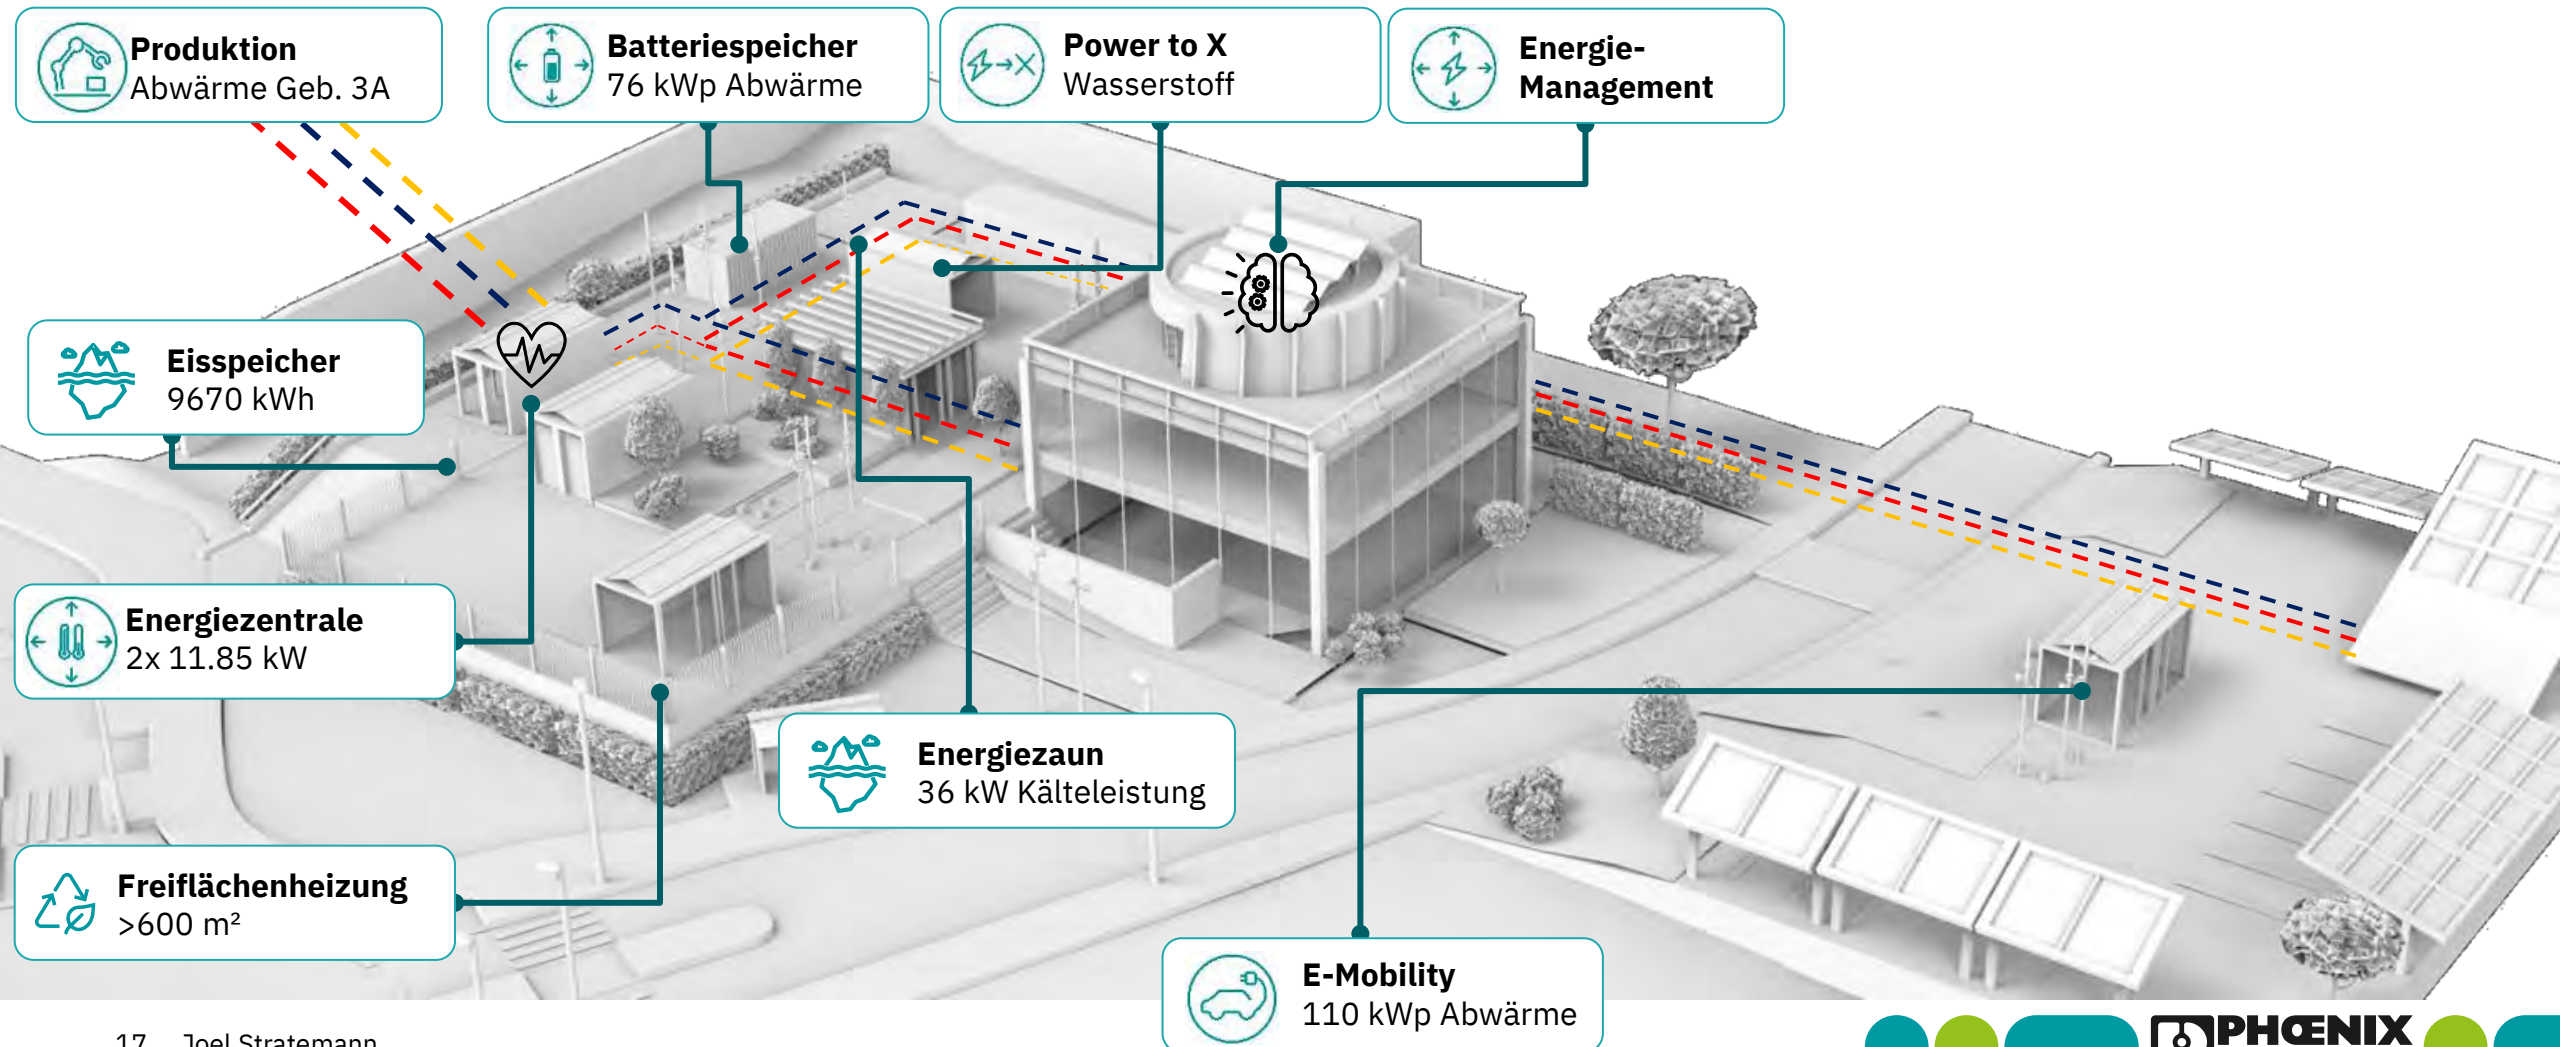 Produktion
Abwärme Geb. 3A
Batteriespeicher
76 kWp Abwärme
Power to X
Wasserstoff
Energie-
Management
Eisspeicher
9670 kWh
Energiezentrale
2x 11.85 kW
Energiezaun
36 kW Kälteleistung
Freiflächenheizung
>600 m²
E-Mobility
110 kWp Abwärme
17 Joel Stratemann
PHŒNIX